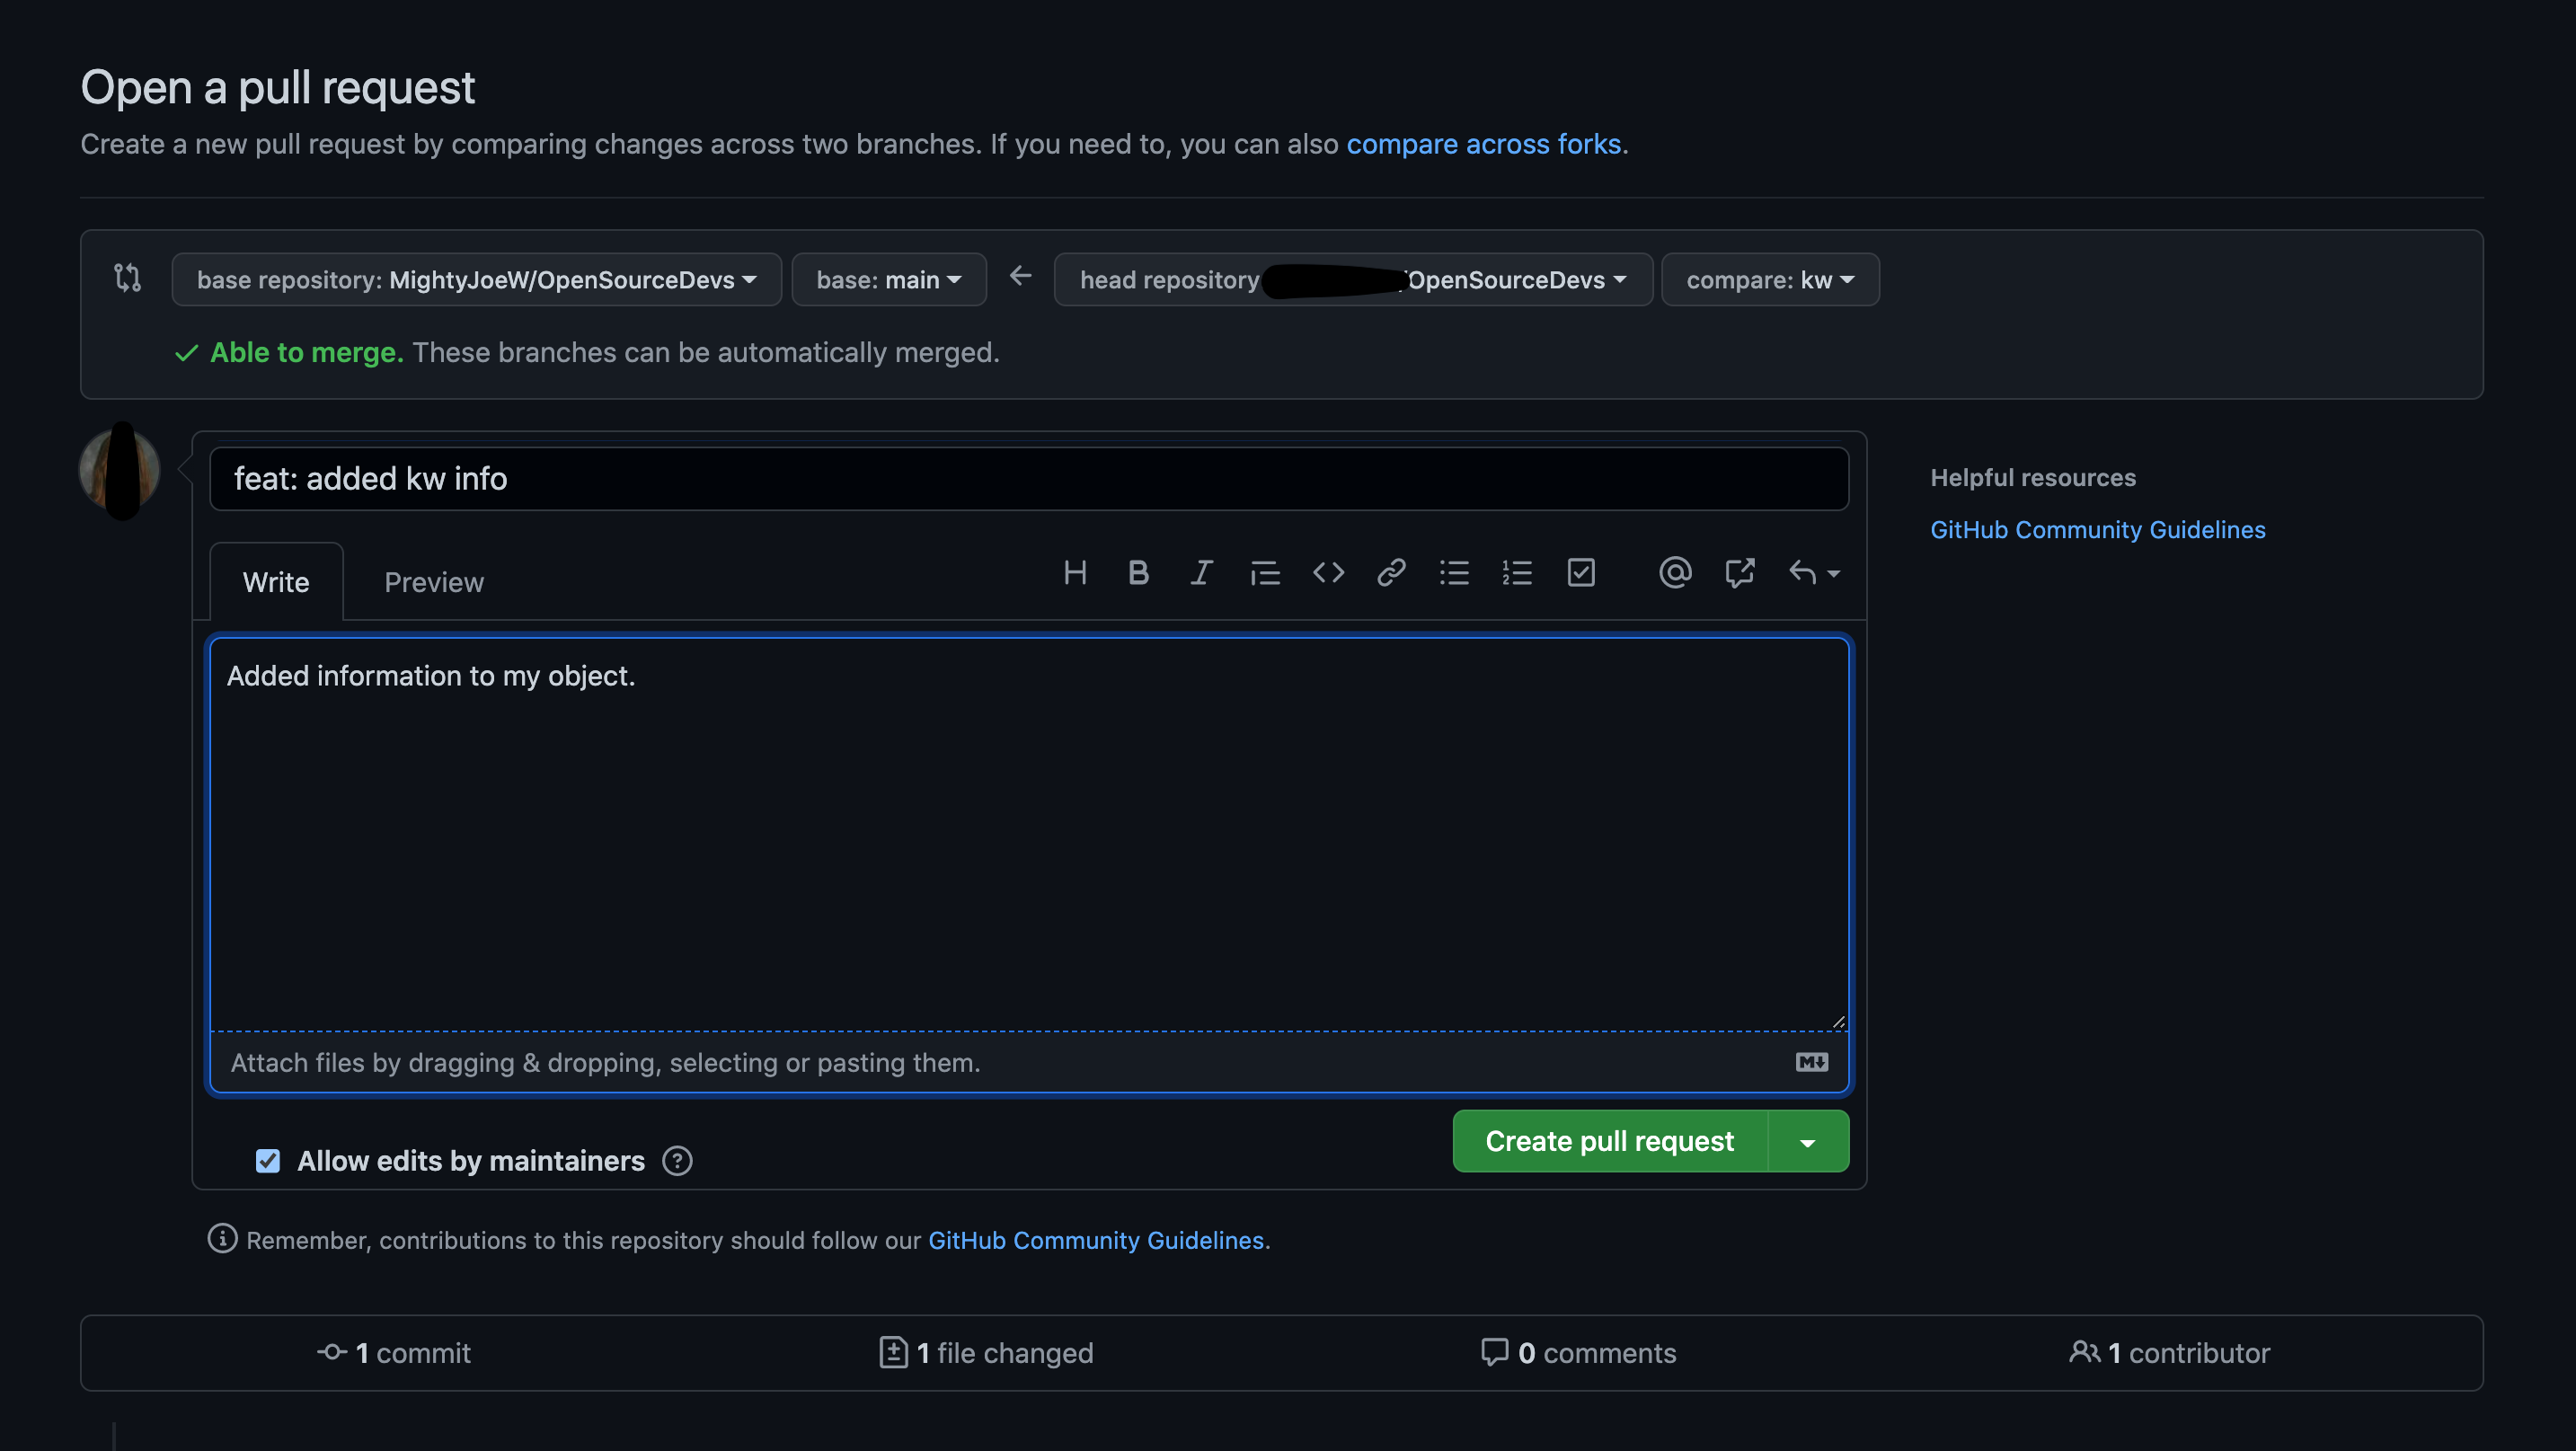 Open a pull request
Create a new pull request by comparing changes across two branches. If you need to, you can also compare across forks.
base repository: MightyJoeW/OpenSourceDevs base: main ← head repository /OpenSourceDevs compare: kw
Able to merge. These branches can be automatically merged.
feat: added kw info
Helpful resources
GitHub Community Guidelines
Write Preview
Added information to my object.
Attach files by dragging & dropping, selecting or pasting them.
Allow edits by maintainers
Create pull request
Remember, contributions to this repository should follow our GitHub Community Guidelines.
1 commit 1 file changed 0 comments 1 contributor